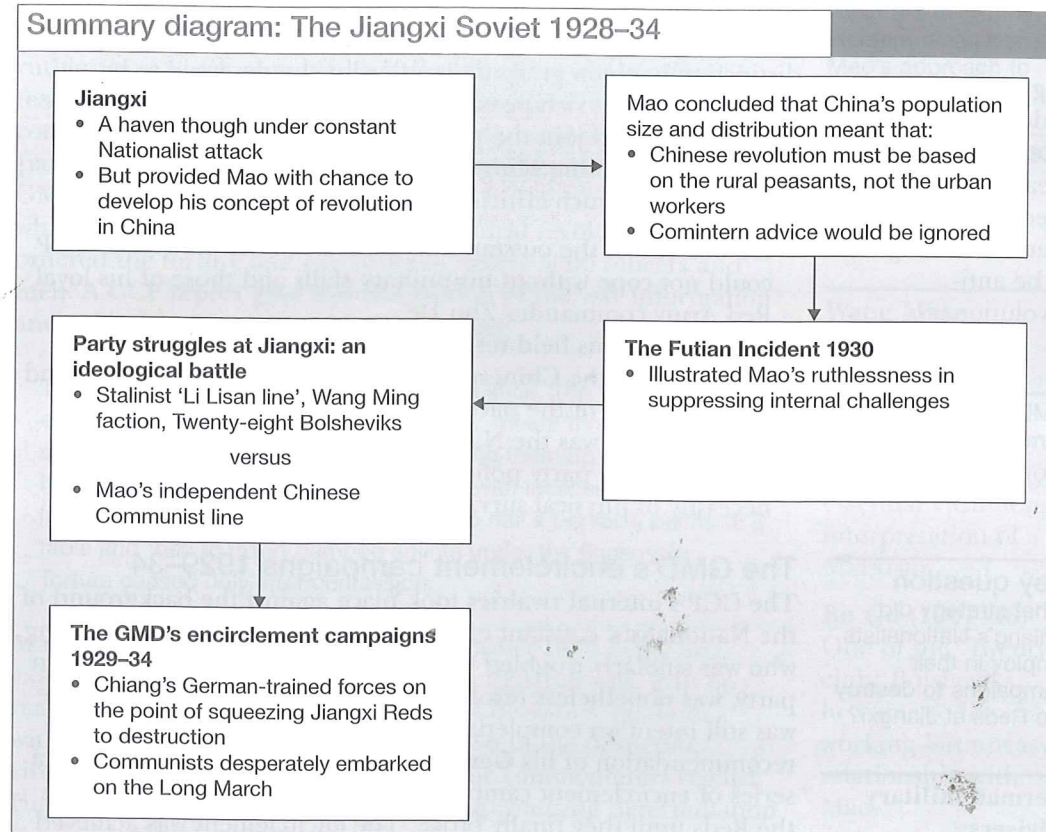 Summary diagram: The Jiangxi Soviet 1928–34
Jiangxi
• A haven though under constant
Nationalist attack
• But provided Mao with chance to
develop his concept of revolution
in China
Mao concluded that China's population
size and distribution meant that:
• Chinese revolution must be based
on the rural peasants, not the urban
workers
• Comintern advice would be ignored
The Futian Incident 1930
• Illustrated Mao's ruthlessness in
suppressing internal challenges
Party struggles at Jiangxi: an
ideological battle
• Stalinist 'Li Lisan line', Wang Ming
faction, Twenty-eight Bolsheviks
versus
• Mao's independent Chinese
Communist line
The GMD's encirclement campaigns
1929–34
• Chiang's German-trained forces on
the point of squeezing Jiangxi Reds
to destruction
• Communists desperately embarked
on the Long March